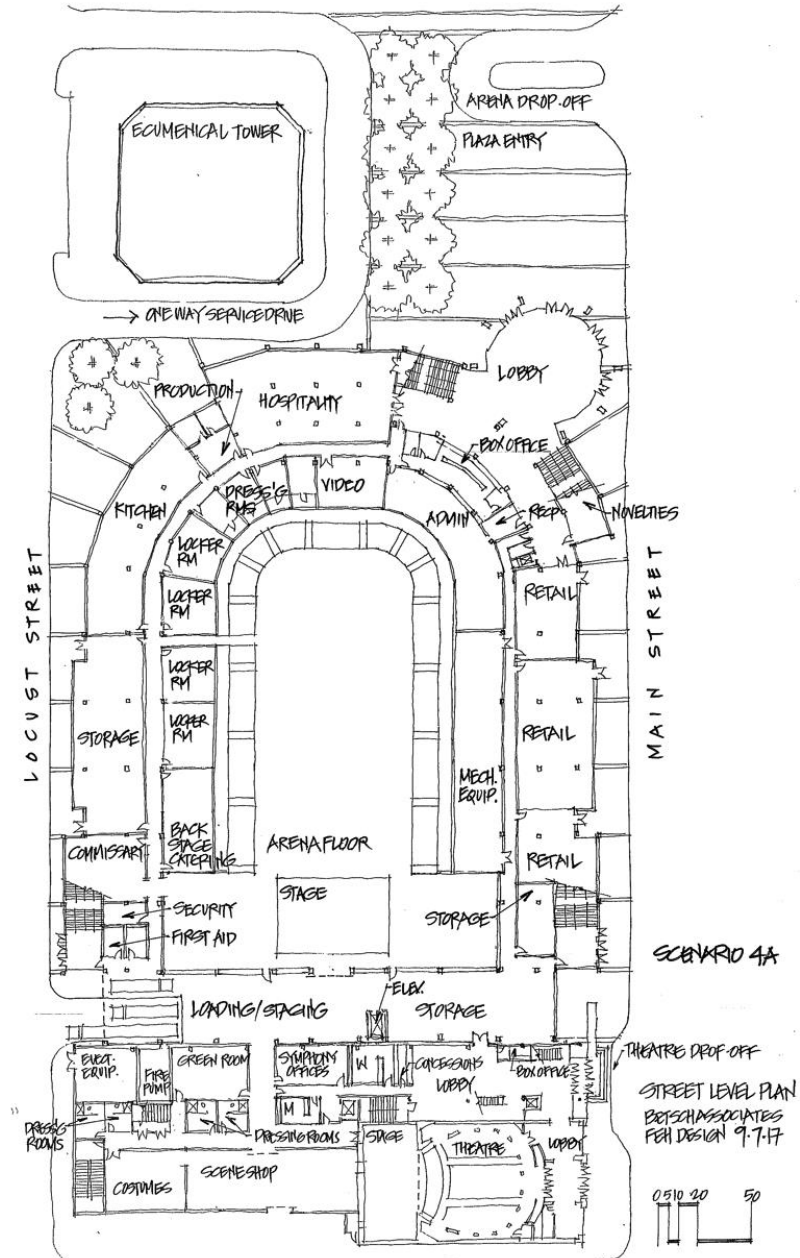 ECUMENICAL TOWER
ARENA DROP-OFF
PLAZA ENTRY
→ ONE WAY SERVICE DRIVE
LOBBY
PRODUCTION
HOSPITALITY
BOX OFFICE
DRESS'G
RMS
VIDEO
KITCHEN
ADMIN
RECP
NOVELTIES
LOCKER
RM
LOCKER
RM
RETAIL
LOCUST STREET
MAIN STREET
LOCKER
RM
LOCKER
RM
STORAGE
RETAIL
MECH.
EQUIP.
BACK
STAGE
CATERING
COMMISSARY
ARENA FLOOR
RETAIL
STAGE
SECURITY
STORAGE
FIRST AID
SCENARIO 4A
ELEV.
LOADING/STAGING
STORAGE
ELECT.
EQUIP.
FIRE
PUMP
GREEN ROOM
SYMPHONY
OFFICES
W
CONCESSIONS
LOBBY
BOX OFFICE
THEATRE DROP-OFF
STREET LEVEL PLAN
BETSCH ASSOCIATES
FEH DESIGN 9.7.17
DRESS'G
ROOMS
M
DRESSING ROOMS
STAGE
THEATRE
LOBBY
COSTUMES
SCENE SHOP
0 5 10 20 50